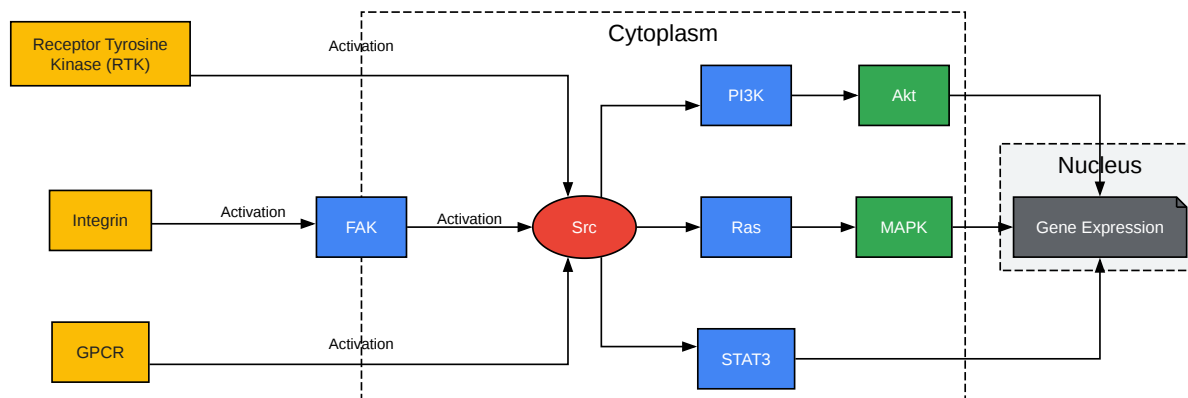 Cytoplasm
Receptor Tyrosine
Kinase (RTK)
Activation
PI3K
Akt
Nucleus
Integrin
Activation
FAK
Activation
Src
Ras
MAPK
Gene Expression
GPCR
Activation
STAT3